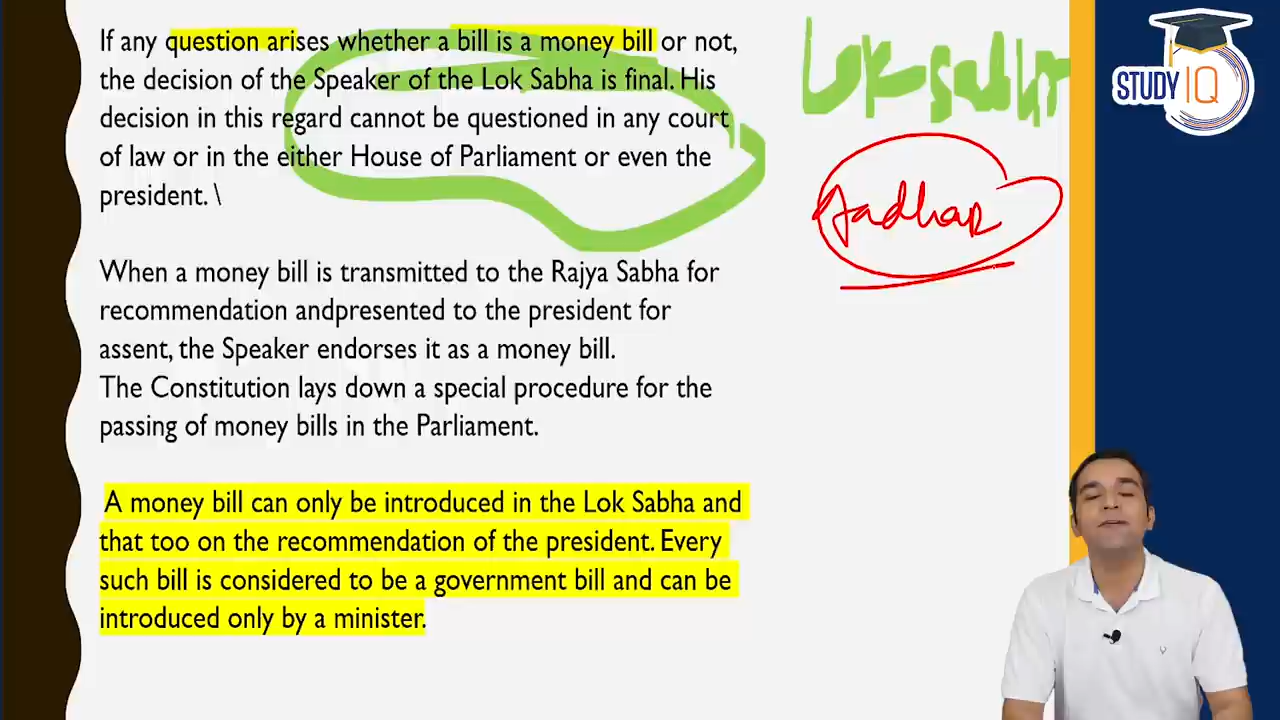 If any question arises whether a bill is a money bill or not,
the decision of the Speaker of the Lok Sabha is final. His
decision in this regard cannot be questioned in any court
of law or in the either House of Parliament or even the
president. \
When a money bill is transmitted to the Rajya Sabha for
recommendation andpresented to the president for
assent, the Speaker endorses it as a money bill.
The Constitution lays down a special procedure for the
passing of money bills in the Parliament.
A money bill can only be introduced in the Lok Sabha and
that too on the recommendation of the president. Every
such bill is considered to be a government bill and can be
introduced only by a minister.
Lok-sabha
Aadhar
STUDY IQ